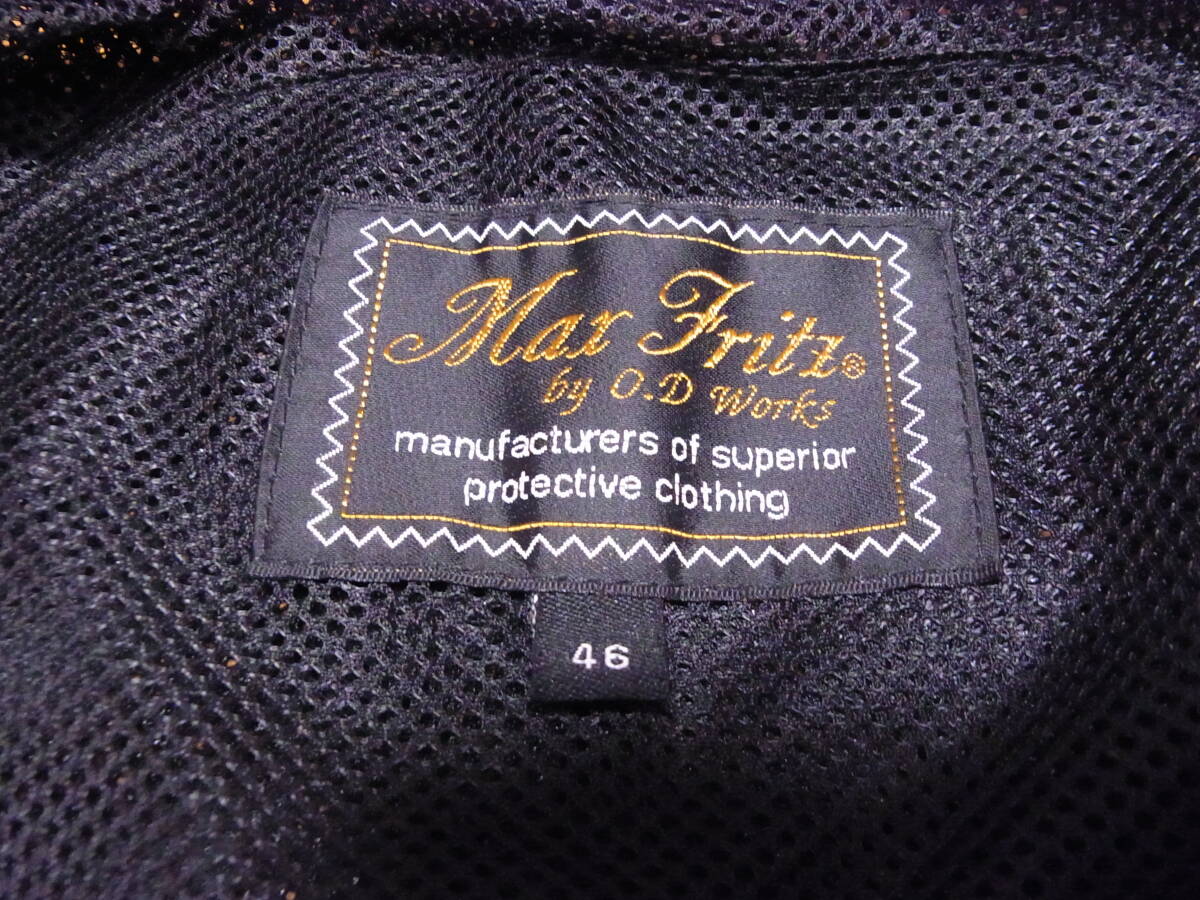 Max Fritz®
by O.D Works
manufacturers of superior
protective clothing
46